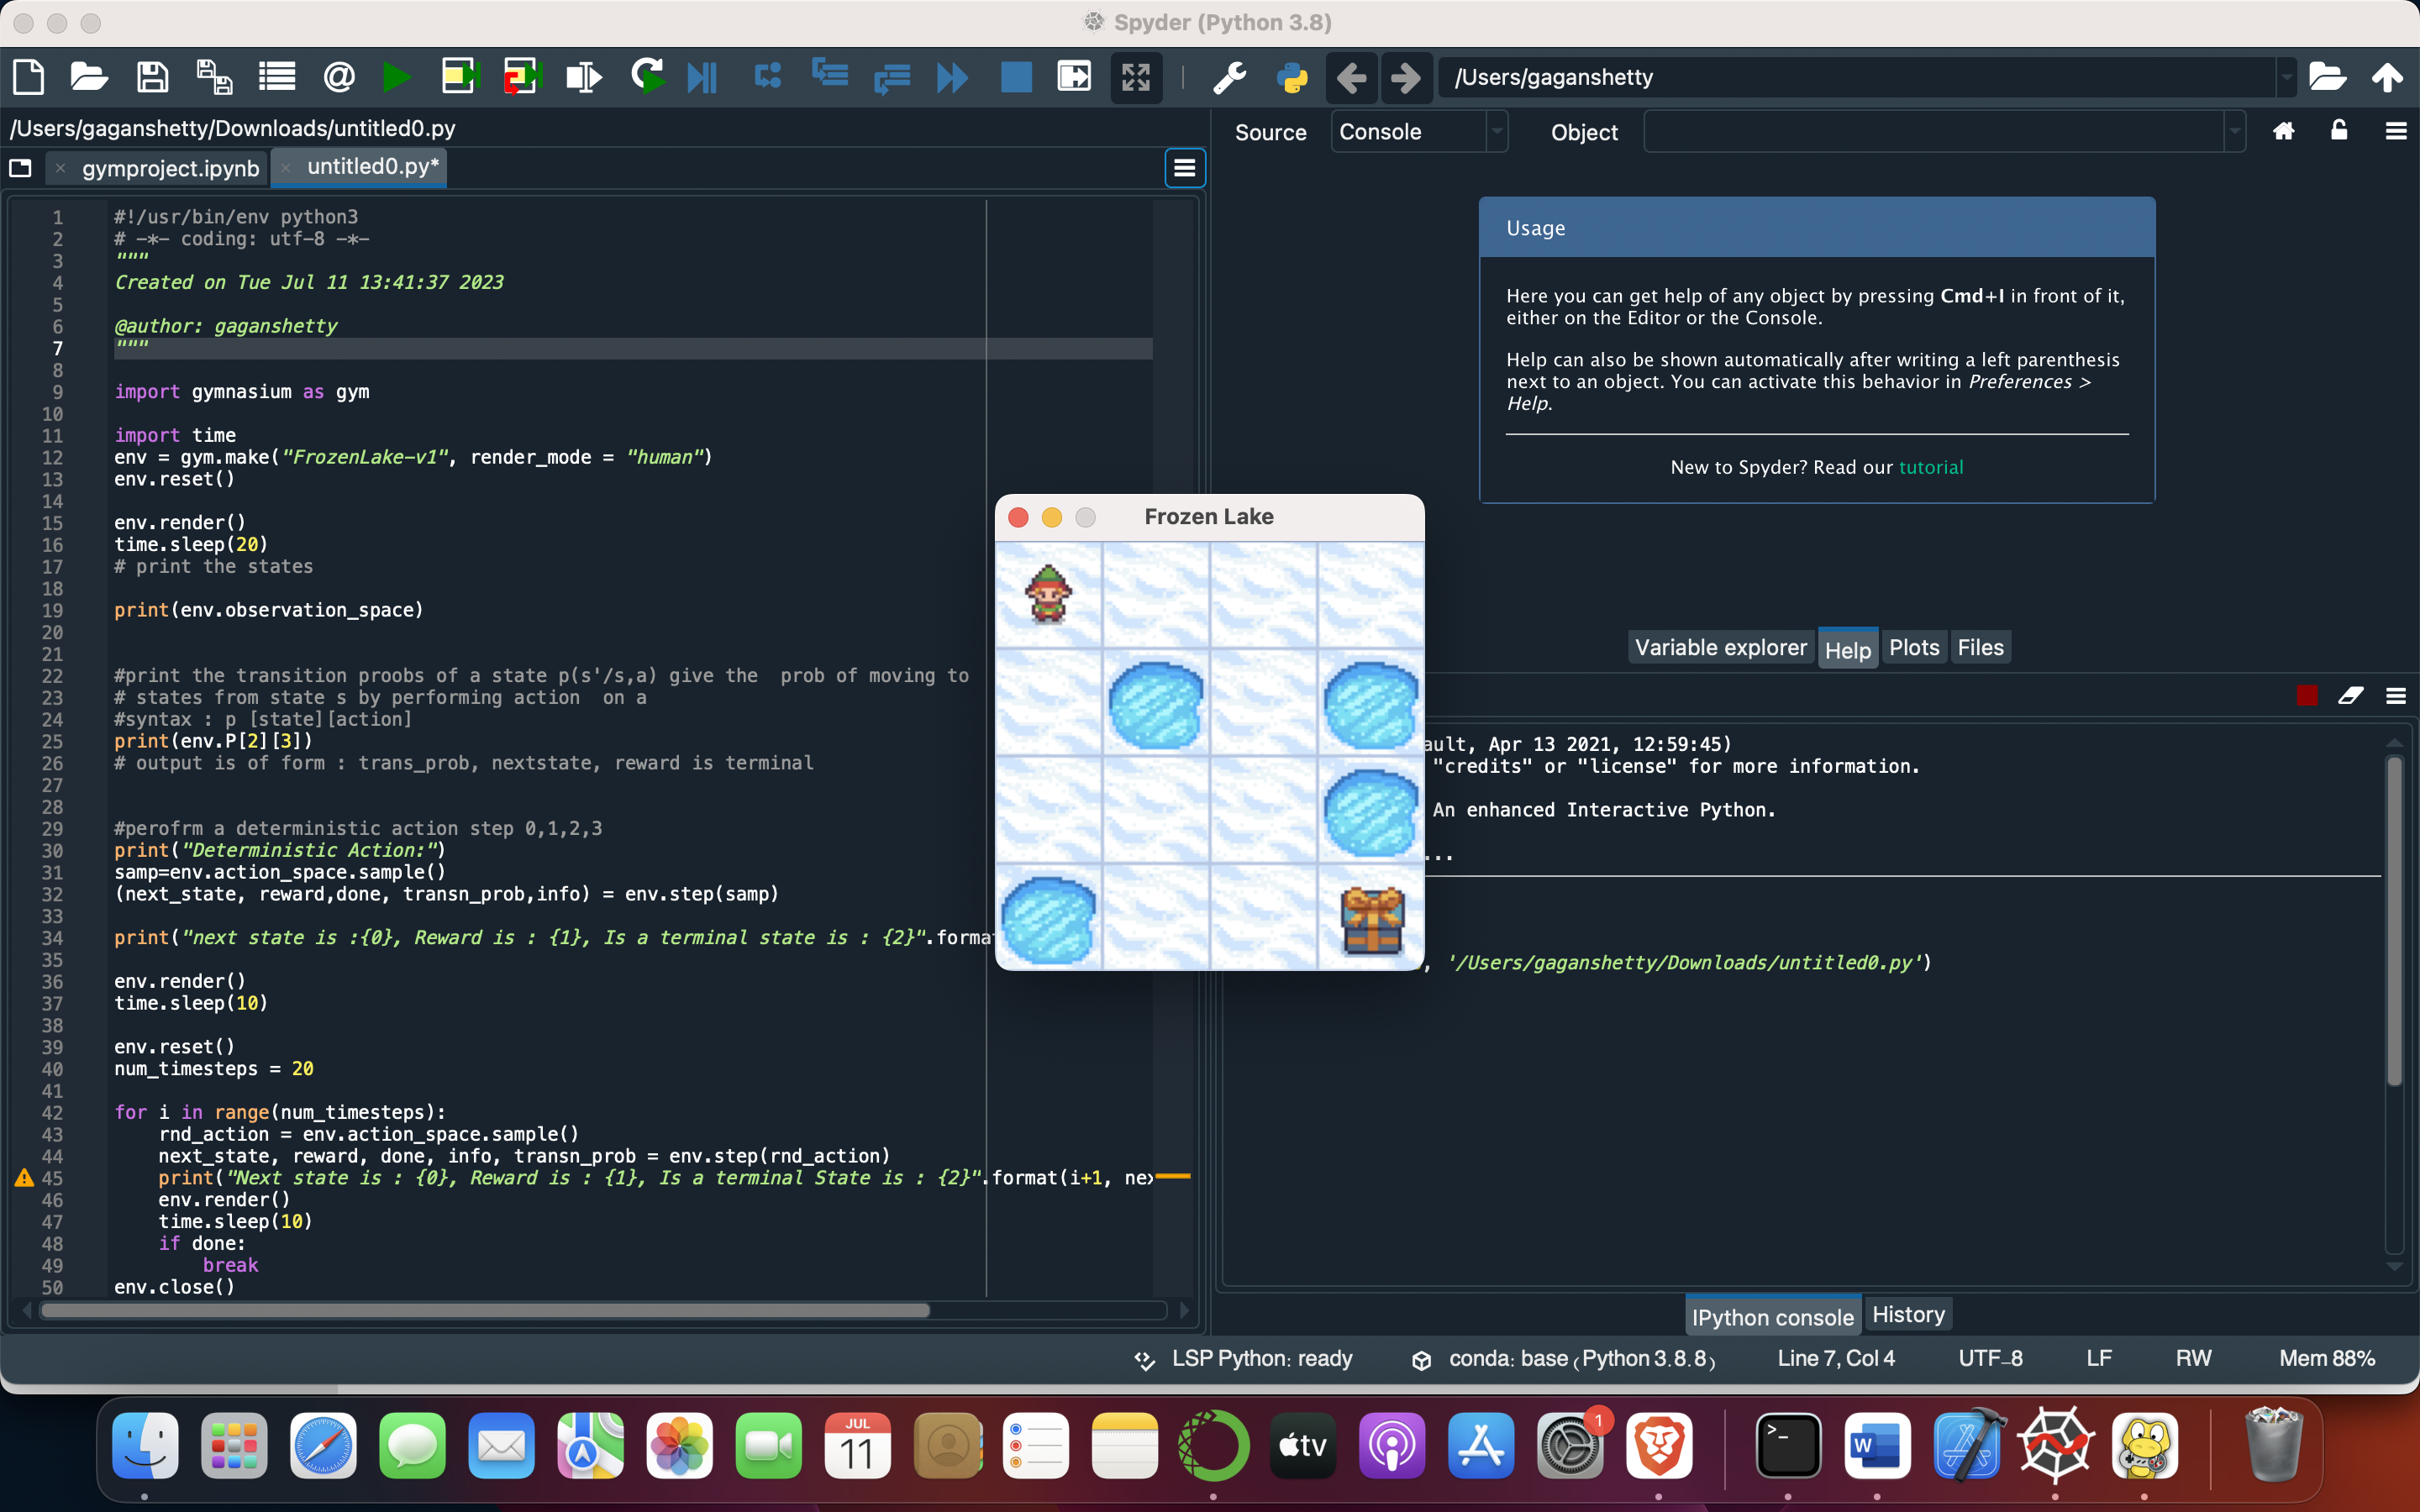 Spyder (Python 3.8)
/Users/gaganshetty
/Users/gaganshetty/Downloads/untitled0.py
gymproject.ipynb
untitled0.py*
1 #!/usr/bin/env python3
2 # -*- coding: utf-8 -*-
3 """
4 Created on Tue Jul 11 13:41:37 2023
5
6 @author: gaganshetty
7 """
8
9 import gymnasium as gym
10
11 import time
12 env = gym.make("FrozenLake-v1", render_mode = "human")
13 env.reset()
14
15 env.render()
16 time.sleep(20)
17 # print the states
18
19 print(env.observation_space)
20
21
22 #print the transition proobs of a state p(s'/s,a) give the  prob of moving to
23 # states from state s by performing action  on a
24 #syntax : p [state][action]
25 print(env.P[2][3])
26 # output is of form : trans_prob, nextstate, reward is terminal
27
28
29 #perofrm a deterministic action step 0,1,2,3
30 print("Deterministic Action:")
31 samp=env.action_space.sample()
32 (next_state, reward,done, transn_prob,info) = env.step(samp)
33
34 print("next state is :{0}, Reward is : {1}, Is a terminal state is : {2}".forma
35
36 env.render()
37 time.sleep(10)
38
39 env.reset()
40 num_timesteps = 20
41
42 for i in range(num_timesteps):
43     rnd_action = env.action_space.sample()
44     next_state, reward, done, info, transn_prob = env.step(rnd_action)
45     print("Next state is : {0}, Reward is : {1}, Is a terminal State is : {2}".format(i+1, nex
46     env.render()
47     time.sleep(10)
48     if done:
49         break
50 env.close()
Source Console Object
Usage
Here you can get help of any object by pressing Cmd+I in front of it,
either on the Editor or the Console.
Help can also be shown automatically after writing a left parenthesis
next to an object. You can activate this behavior in Preferences >
Help.
New to Spyder? Read our tutorial
Frozen Lake
Variable explorer Help Plots Files
ault, Apr 13 2021, 12:59:45)
"credits" or "license" for more information.
An enhanced Interactive Python.
...
, '/Users/gaganshetty/Downloads/untitled0.py')
IPython console History
LSP Python: ready conda: base (Python 3.8.8) Line 7, Col 4 UTF-8 LF RW Mem 88%
JUL
11
tv
1
>_
W